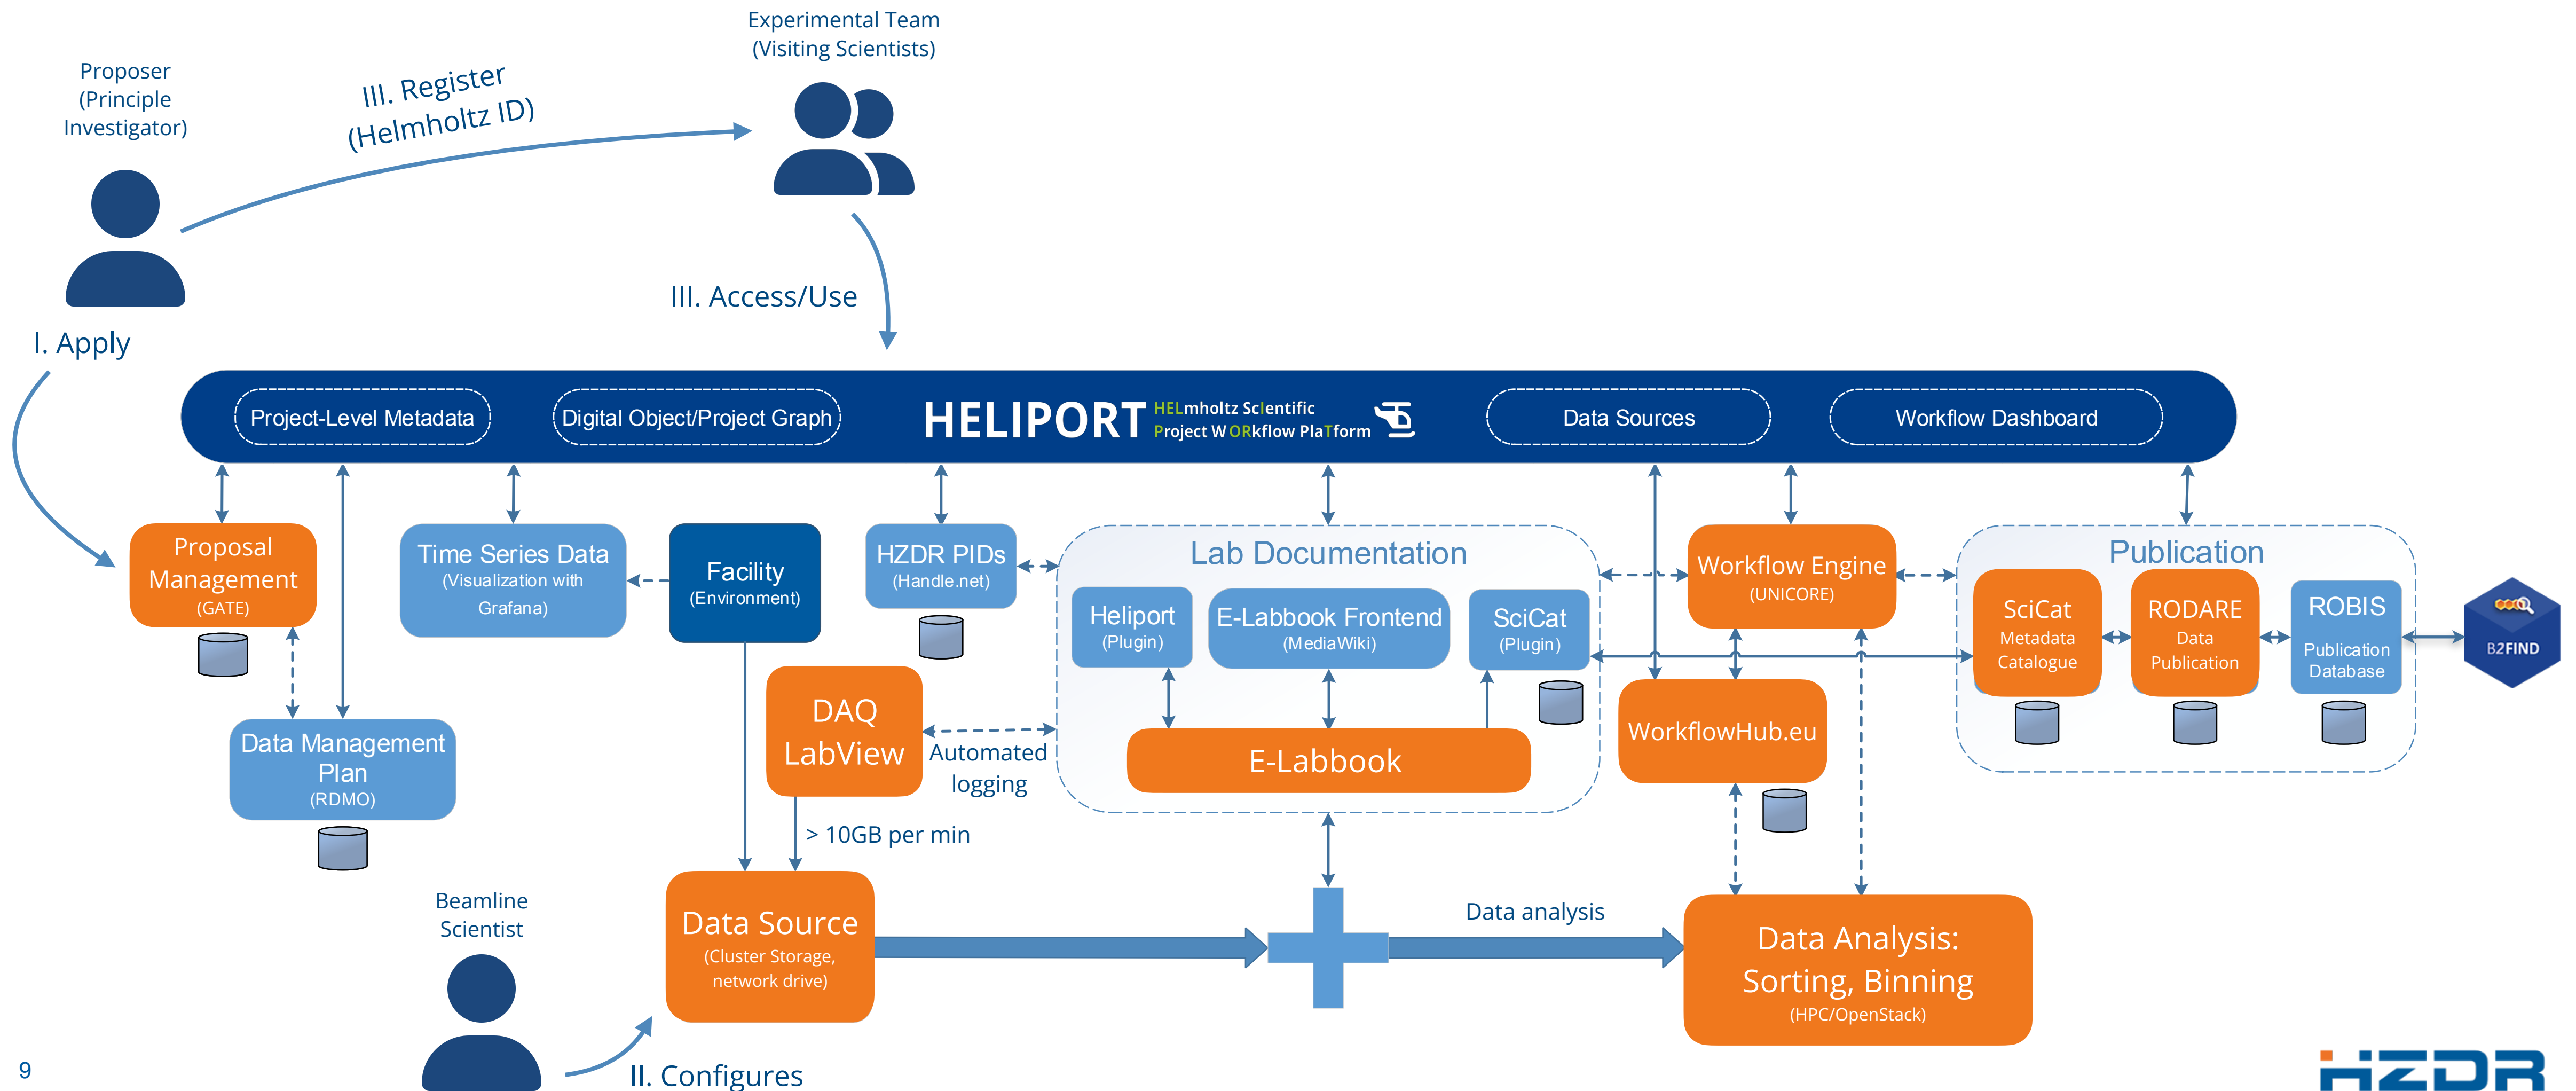 Experimental Team
(Visiting Scientists)
Proposer
(Principle
Investigator)
III. Register
(Helmholtz ID)
III. Access/Use
I. Apply
Project-Level Metadata
Digital Object/Project Graph
HELIPORT
HELmholtz ScIentific
Project WORkflow PlaTform
Data Sources
Workflow Dashboard
Proposal
Management
(GATE)
Time Series Data
(Visualization with
Grafana)
Facility
(Environment)
HZDR PIDs
(Handle.net)
Lab Documentation
Heliport
(Plugin)
E-Labbook Frontend
(MediaWiki)
SciCat
(Plugin)
E-Labbook
Workflow Engine
(UNICORE)
WorkflowHub.eu
Publication
SciCat
Metadata
Catalogue
RODARE
Data
Publication
ROBIS
Publication
Database
B2FIND
Data Management
Plan
(RDMO)
DAQ
LabView
Automated
logging
> 10GB per min
Beamline
Scientist
Data Source
(Cluster Storage,
network drive)
Data analysis
Data Analysis:
Sorting, Binning
(HPC/OpenStack)
II. Configures
9
HZDR